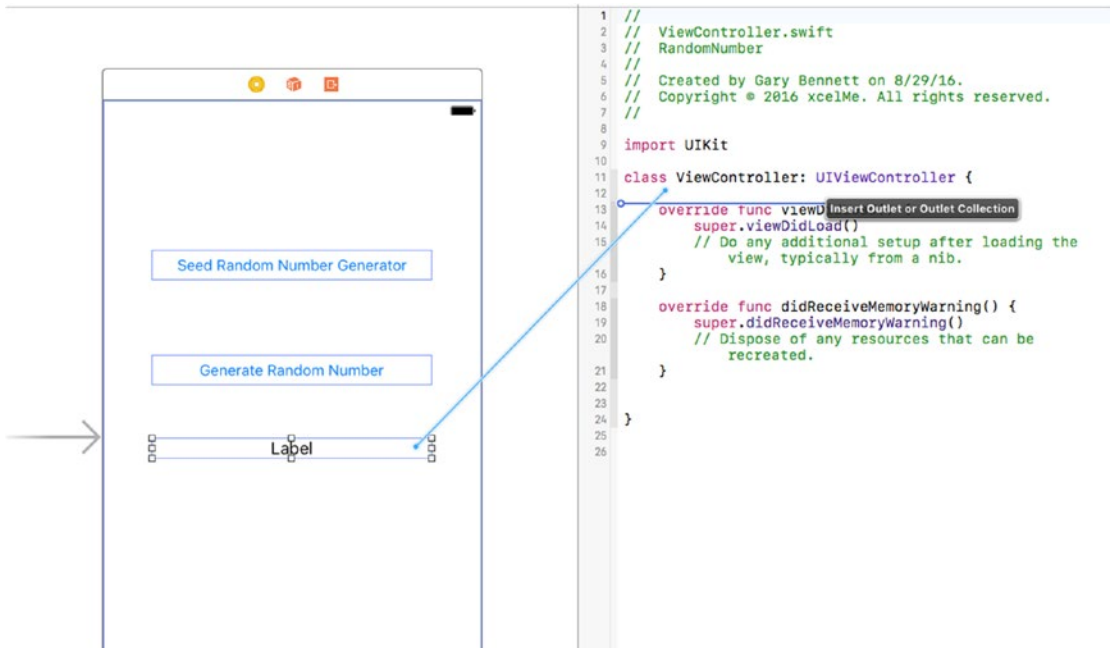 Seed Random Number Generator
Generate Random Number
Label
1 //
2 // ViewController.swift
3 // RandomNumber
4 //
5 // Created by Gary Bennett on 8/29/16.
6 // Copyright © 2016 xcelMe. All rights reserved.
7 //
8
9 import UIKit
10
11 class ViewController: UIViewController {
12
13 override func viewD Insert Outlet or Outlet Collection
14 super.viewDidLoad()
15 // Do any additional setup after loading the
view, typically from a nib.
16 }
17
18 override func didReceiveMemoryWarning() {
19 super.didReceiveMemoryWarning()
20 // Dispose of any resources that can be
recreated.
21 }
22
23
24 }
25
26